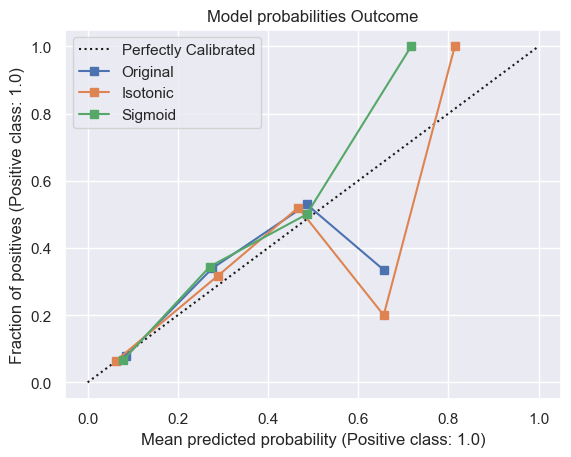 Model probabilities Outcome
Perfectly Calibrated
Original
Isotonic
Sigmoid
1.0
0.8
0.6
0.4
0.2
0.0
Fraction of positives (Positive class: 1.0)
0.0 0.2 0.4 0.6 0.8 1.0
Mean predicted probability (Positive class: 1.0)